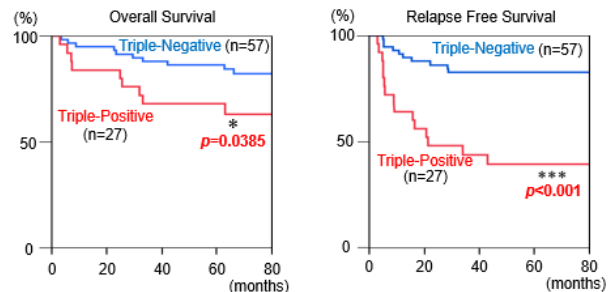 Overall Survival
(%)
100
50
0
Triple-Negative (n=57)
Triple-Positive
(n=27)
*
p=0.0385
0 20 40 60 80
(months)
Relapse Free Survival
(%)
100
50
0
Triple-Negative (n=57)
Triple-Positive
(n=27)
***
p<0.001
0 20 40 60 80
(months)